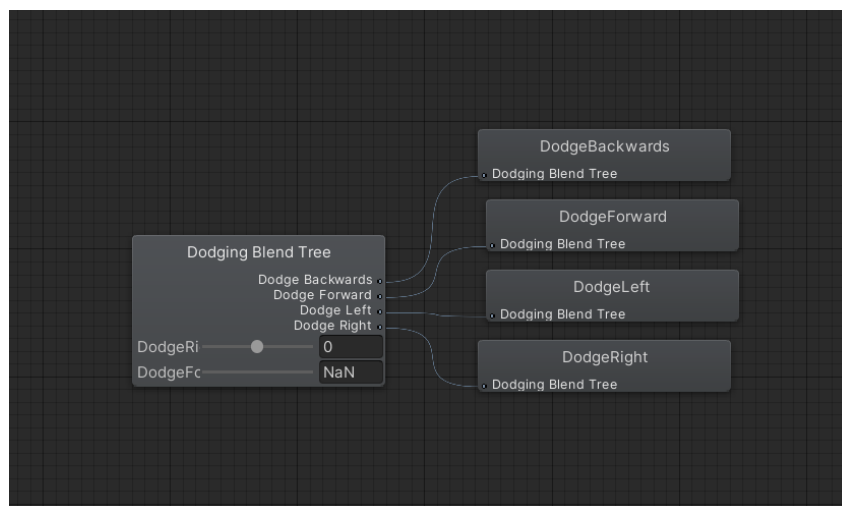 DodgeBackwards
Dodging Blend Tree
DodgeForward
Dodging Blend Tree
Dodging Blend Tree
Dodge Backwards
Dodge Forward
Dodge Left
Dodge Right
DodgeRi 0
DodgeFc NaN
DodgeLeft
Dodging Blend Tree
DodgeRight
Dodging Blend Tree